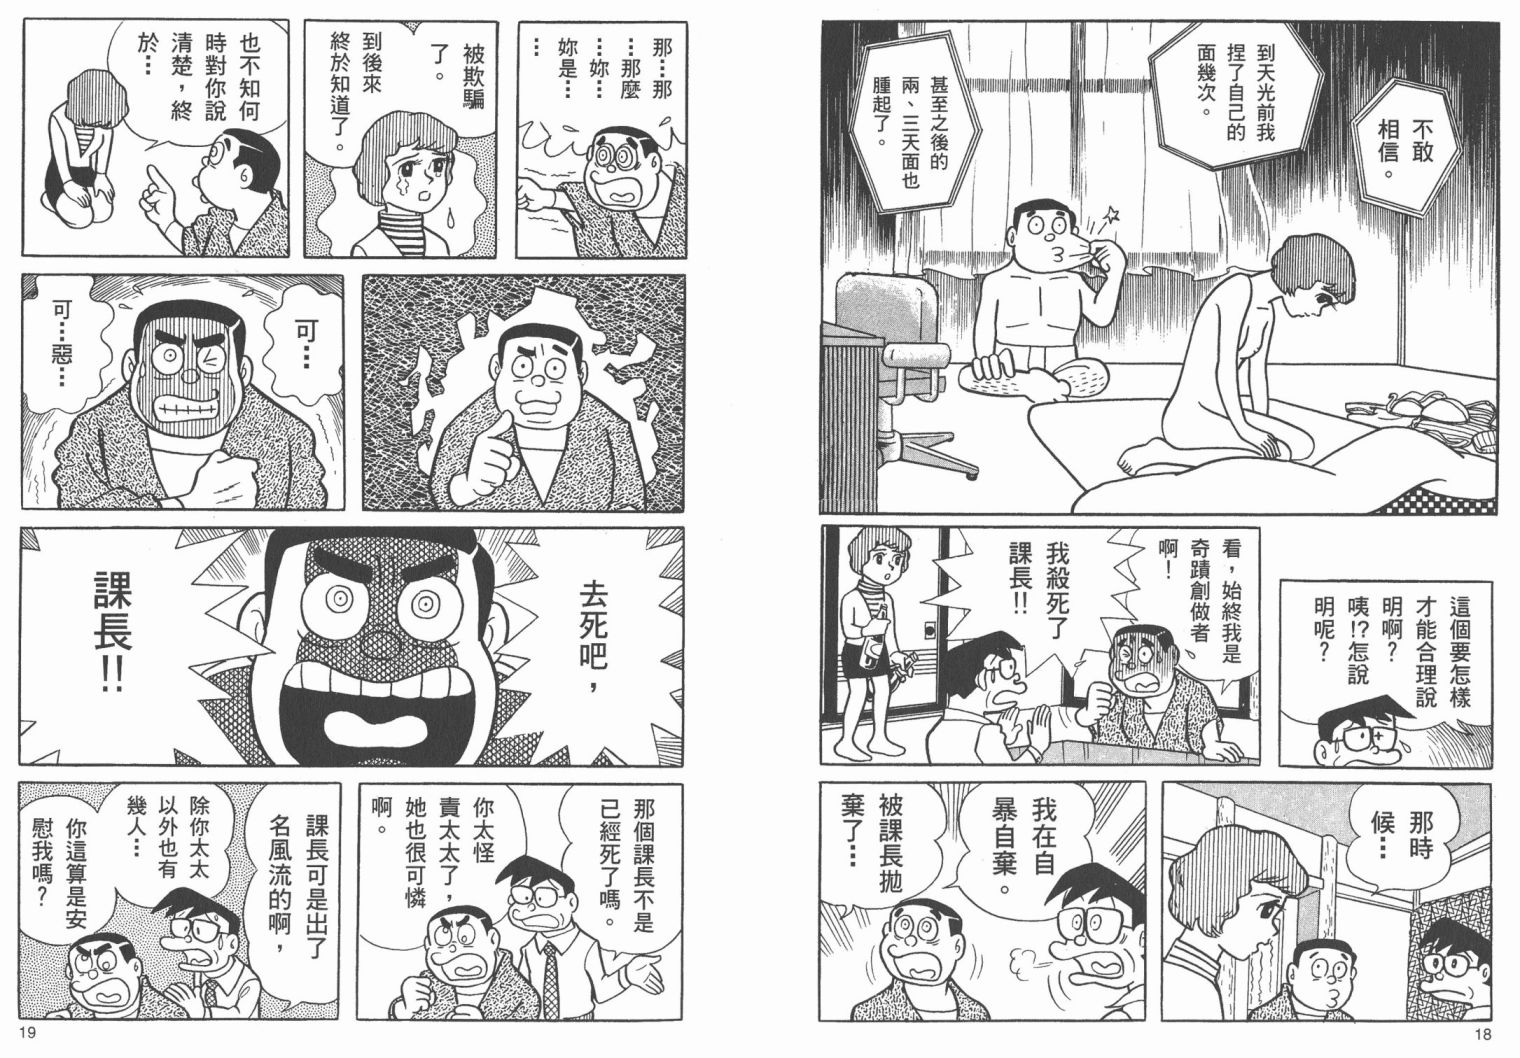 不敢
相信。
到天光前我
捏了自己的
面幾次。
甚至之後的
兩、三天面也
腫起了。
這個要怎樣
才能合理說
明啊?
咦!?怎說
明呢?
看，始終我是
奇蹟創做者
啊!
我殺死了
課長!!
那時
候…
我在自
暴自棄。
被課長拋
棄了…
18
那…那
…那麼
…妳…
妳是…
…
被欺騙
了。
到後來
終於知道了。
也不知何
時對你說
清楚，終
於…
可…
可…惡…
去死吧，
課長!!
那個課長不是
已經死了嗎。
你太怪
責太太了，
她也很可憐
啊。
課長可是出了
名風流的啊，
除你太太
以外也有
幾人…
你這算是安
慰我嗎?
19